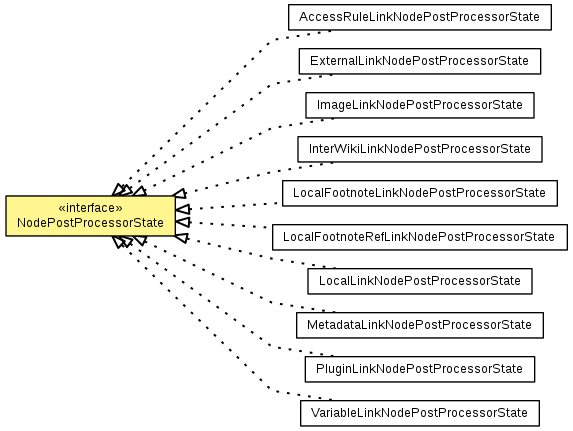 AccessRuleLinkNodePostProcessorState
ExternalLinkNodePostProcessorState
ImageLinkNodePostProcessorState
InterWikiLinkNodePostProcessorState
LocalFootnoteLinkNodePostProcessorState
«interface»
NodePostProcessorState
LocalFootnoteRefLinkNodePostProcessorState
LocalLinkNodePostProcessorState
MetadataLinkNodePostProcessorState
PluginLinkNodePostProcessorState
VariableLinkNodePostProcessorState